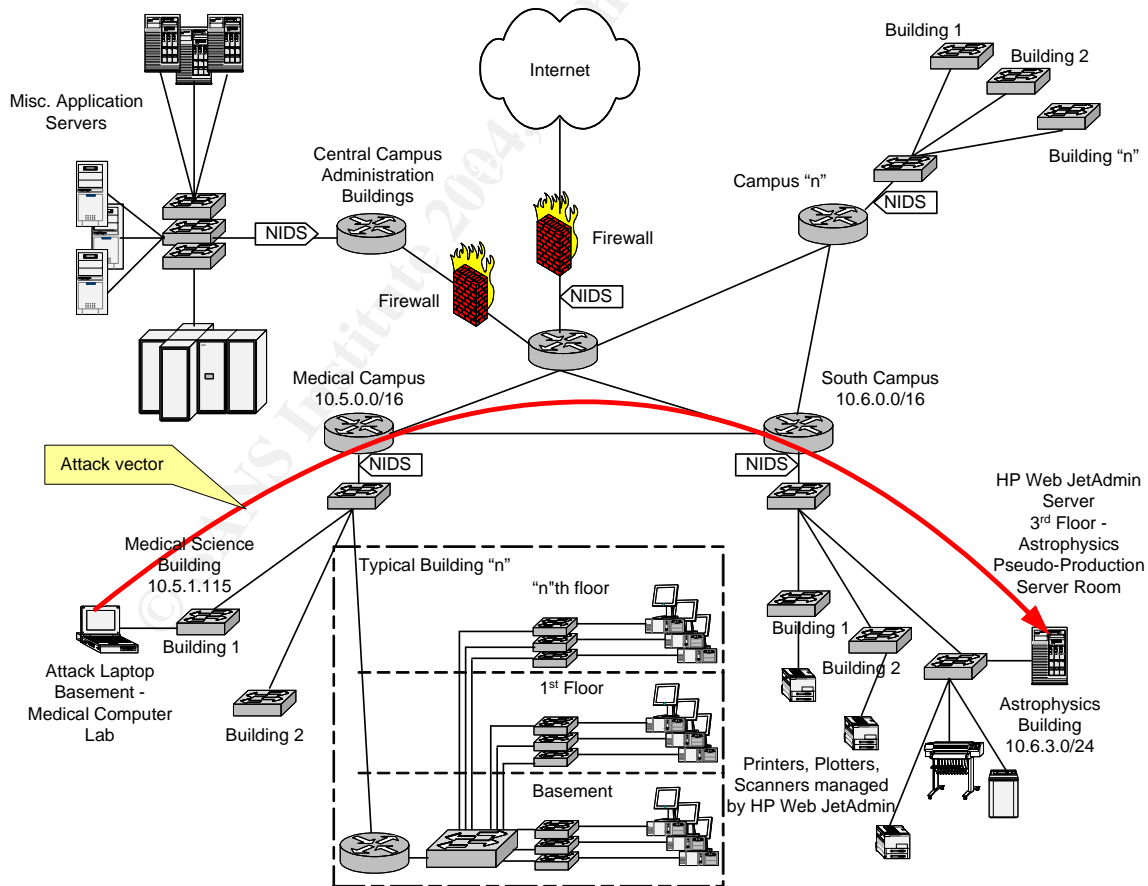 Misc. Application
Servers
Internet
Building 1
Building 2
Building “n”
Central Campus
Administration
Buildings
Campus “n”
NIDS
NIDS
Firewall
Firewall
NIDS
Medical Campus
10.5.0.0/16
South Campus
10.6.0.0/16
Attack vector
NIDS
NIDS
HP Web JetAdmin
Server
3rd Floor -
Astrophysics
Pseudo-Production
Server Room
Medical Science
Building
10.5.1.115
Building 1
Attack Laptop
Basement -
Medical Computer
Lab
Building 2
Typical Building “n”
“n”th floor
1st Floor
Basement
Building 1
Building 2
Printers, Plotters,
Scanners managed
by HP Web JetAdmin
Astrophysics
Building
10.6.3.0/24
© SANS Institute 2004,